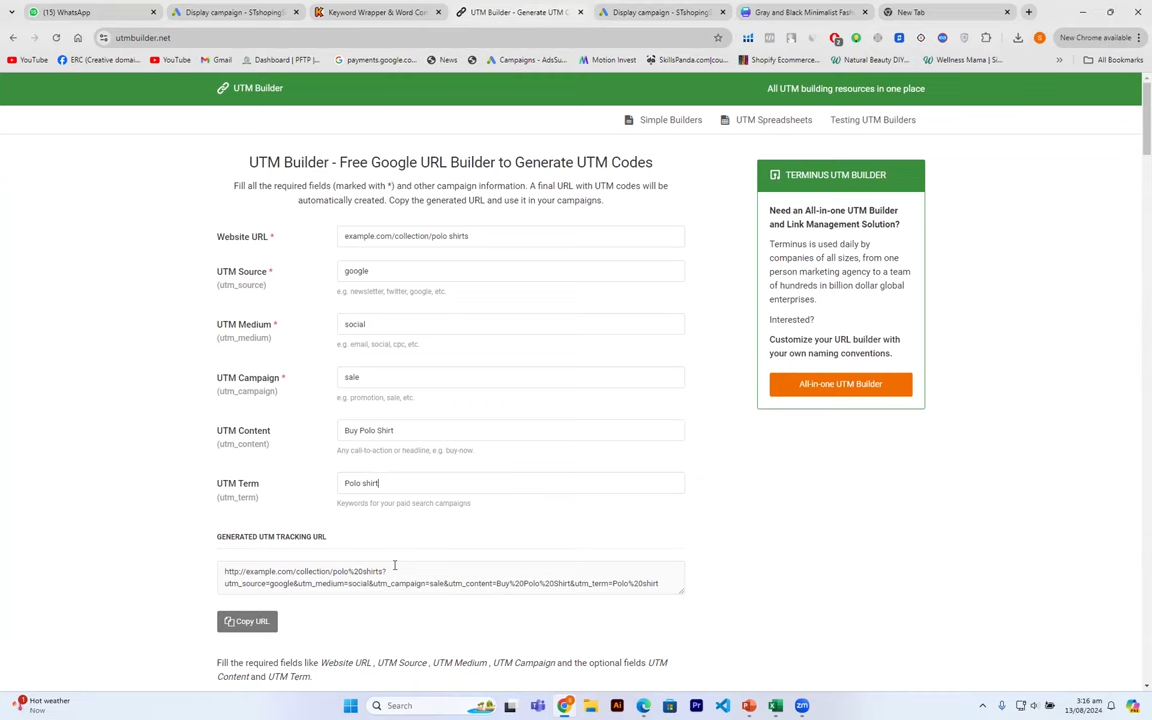 (15) WhatsApp
Display campaign - STshopingS
Keyword Wrapper & Word Con
UTM Builder - Generate UTM C
Display campaign - STshopingS
Gray and Black Minimalist Fash
New Tab
utmbuilder.net
New Chrome available
YouTube
ERC (Creative domai...
YouTube
Gmail
Dashboard | PFTP |...
payments.google.co...
News
Campaigns - AdsSu...
Motion Invest
SkillsPanda[com|cou...
Shopify Ecommerce...
Natural Beauty DIY...
Wellness Mama | Si...
All Bookmarks
UTM Builder
All UTM building resources in one place
Simple Builders
UTM Spreadsheets
Testing UTM Builders
UTM Builder - Free Google URL Builder to Generate UTM Codes
Fill all the required fields (marked with *) and other campaign information. A final URL with UTM codes will be
automatically created. Copy the generated URL and use it in your campaigns.
Website URL *
example.com/collection/polo shirts
UTM Source *
(utm_source)
google
e.g. newsletter, twitter, google, etc.
UTM Medium *
(utm_medium)
social
e.g. email, social, cpc, etc.
UTM Campaign *
(utm_campaign)
sale
e.g. promotion, sale, etc.
UTM Content
(utm_content)
Buy Polo Shirt
Any call-to-action or headline, e.g. buy-now.
UTM Term
(utm_term)
Polo shirt
Keywords for your paid search campaigns
GENERATED UTM TRACKING URL
http://example.com/collection/polo%20shirts?
utm_source=google&utm_medium=social&utm_campaign=sale&utm_content=Buy%20Polo%20Shirt&utm_term=Polo%20shirt
Copy URL
Fill the required fields like Website URL , UTM Source , UTM Medium , UTM Campaign and the optional fields UTM
Content and UTM Term.
TERMINUS UTM BUILDER
Need an All-in-one UTM Builder
and Link Management Solution?
Terminus is used daily by
companies of all sizes, from one
person marketing agency to a team
of hundreds in billion dollar global
enterprises.
Interested?
Customize your URL builder with
your own naming conventions.
All-in-one UTM Builder
Hot weather
Now
Search
3:16 am
13/08/2024